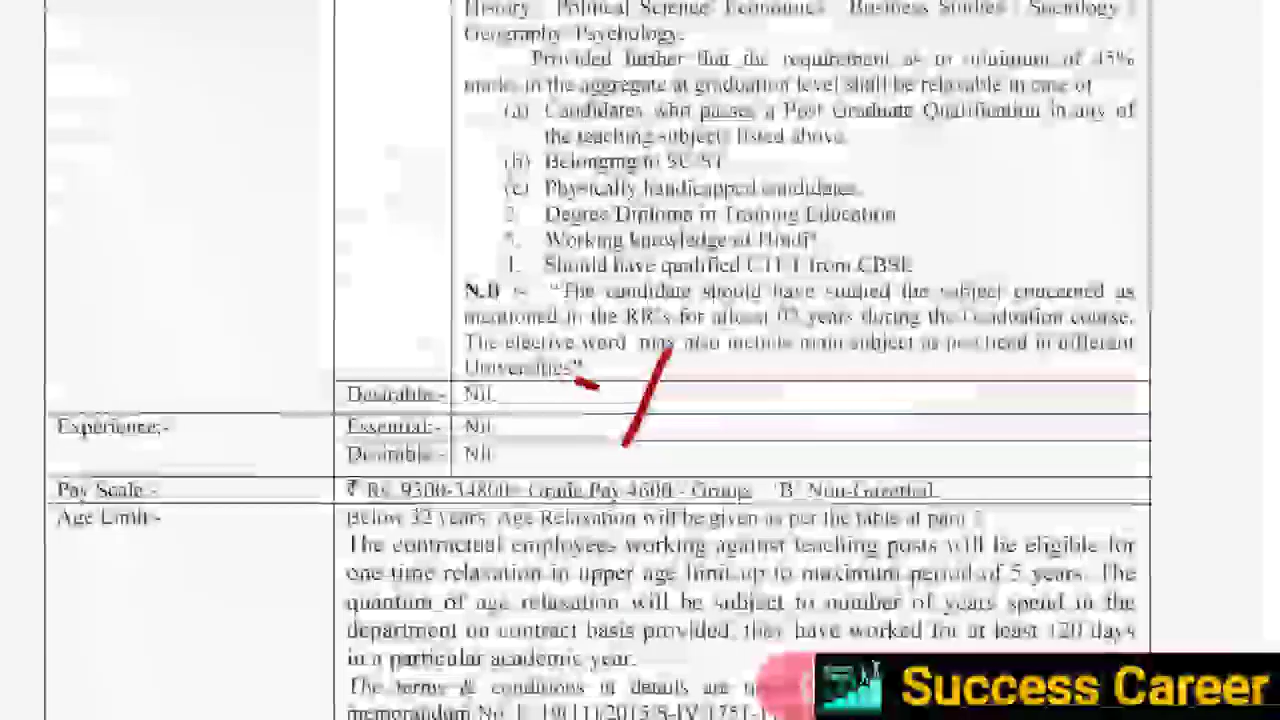 History Political Science Economics Business Studies Sociology
Geography Psychology.
Provided further that the requirement as to minimum of 45%
marks in the aggregate at graduation level shall be relaxable in case of
(a) Candidates who passes a Post Graduate Qualification in any of
the teaching subjects listed above.
(b) Belonging to SC/ST
(c) Physically handicapped candidates.
Degree/Diploma in Training/Education
Working knowledge of Hindi*
Should have qualified CTET from CBSE
N.B :- "The candidate should have studied the subject concerned as
mentioned in the RR's for atleast 02 years during the Graduation course.
The elective word may also include main subject as practiced in different
Universities"
Desirable:- Nil
Experience:- Essential:- Nil
Desirable:- Nil
Pay Scale:- ₹ Rs. 9300-34800/- Grade Pay 4600/- Group: 'B' Non-Gazetted
Age Limit:- Below 32 years. Age Relaxation will be given as per the table at para
The contractual employees working against teaching posts will be eligible for
one time relaxation in upper age limit up to maximum period of 5 years. The
quantum of age relaxation will be subject to number of years spend in the
department on contract basis provided, they have worked for at least 120 days
in a particular academic year.
The terms & conditions in details are
memorandum No.
Success Career